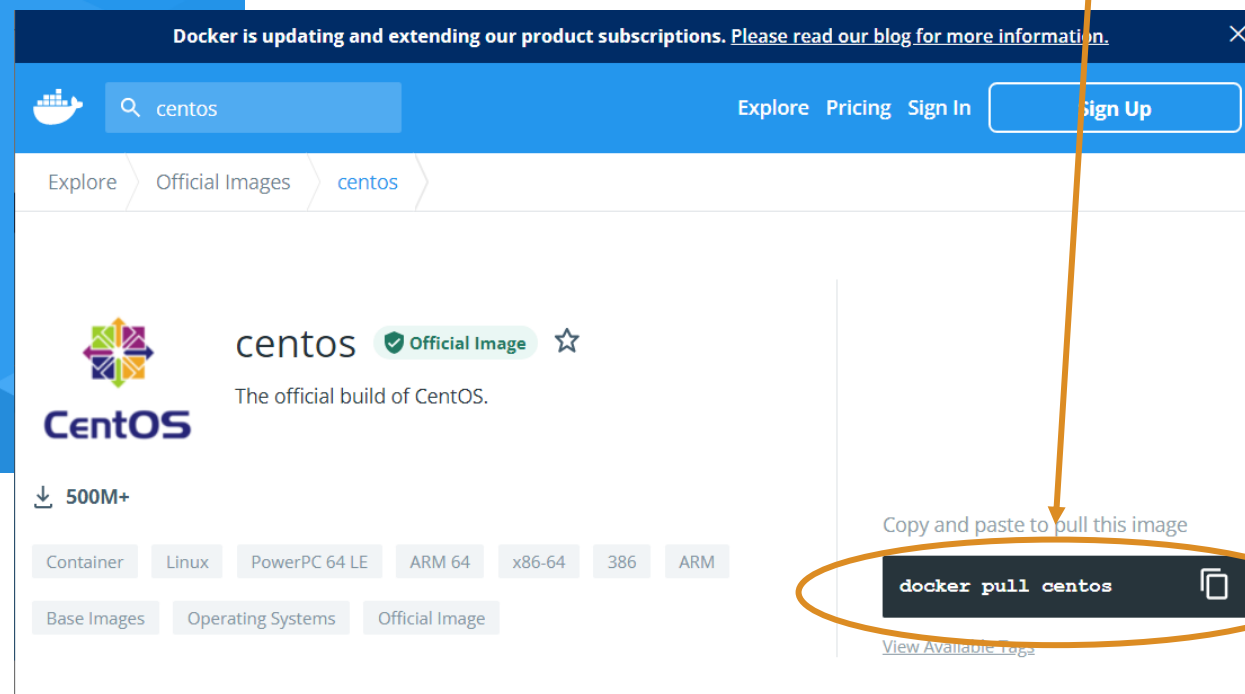 Docker is updating and extending our product subscriptions. Please read our blog for more information.
centos
Explore Pricing Sign In Sign Up
Explore Official Images centos
centos Official Image
The official build of CentOS.
CentOS
500M+
Container Linux PowerPC 64 LE ARM 64 x86-64 386 ARM
Base Images Operating Systems Official Image
Copy and paste to pull this image
docker pull centos
View Available Tags